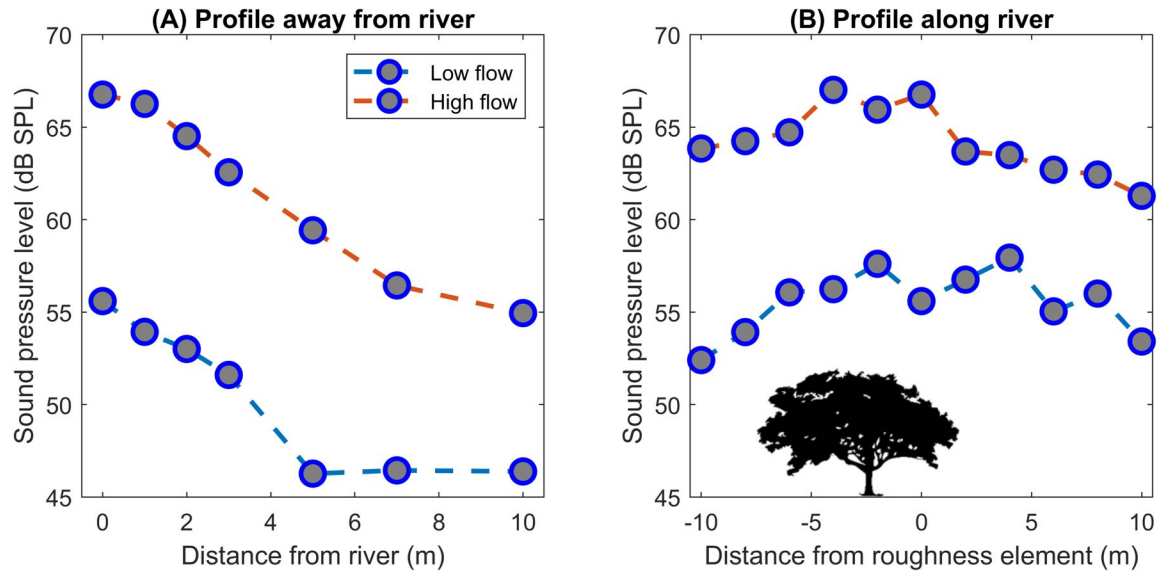 (A) Profile away from river
70
65
60
55
50
45
Sound pressure level (dB SPL)
0
2
4
6
8
10
Distance from river (m)
Low flow
High flow
(B) Profile along river
70
65
60
55
50
45
Sound pressure level (dB SPL)
-10
-5
0
5
10
Distance from roughness element (m)